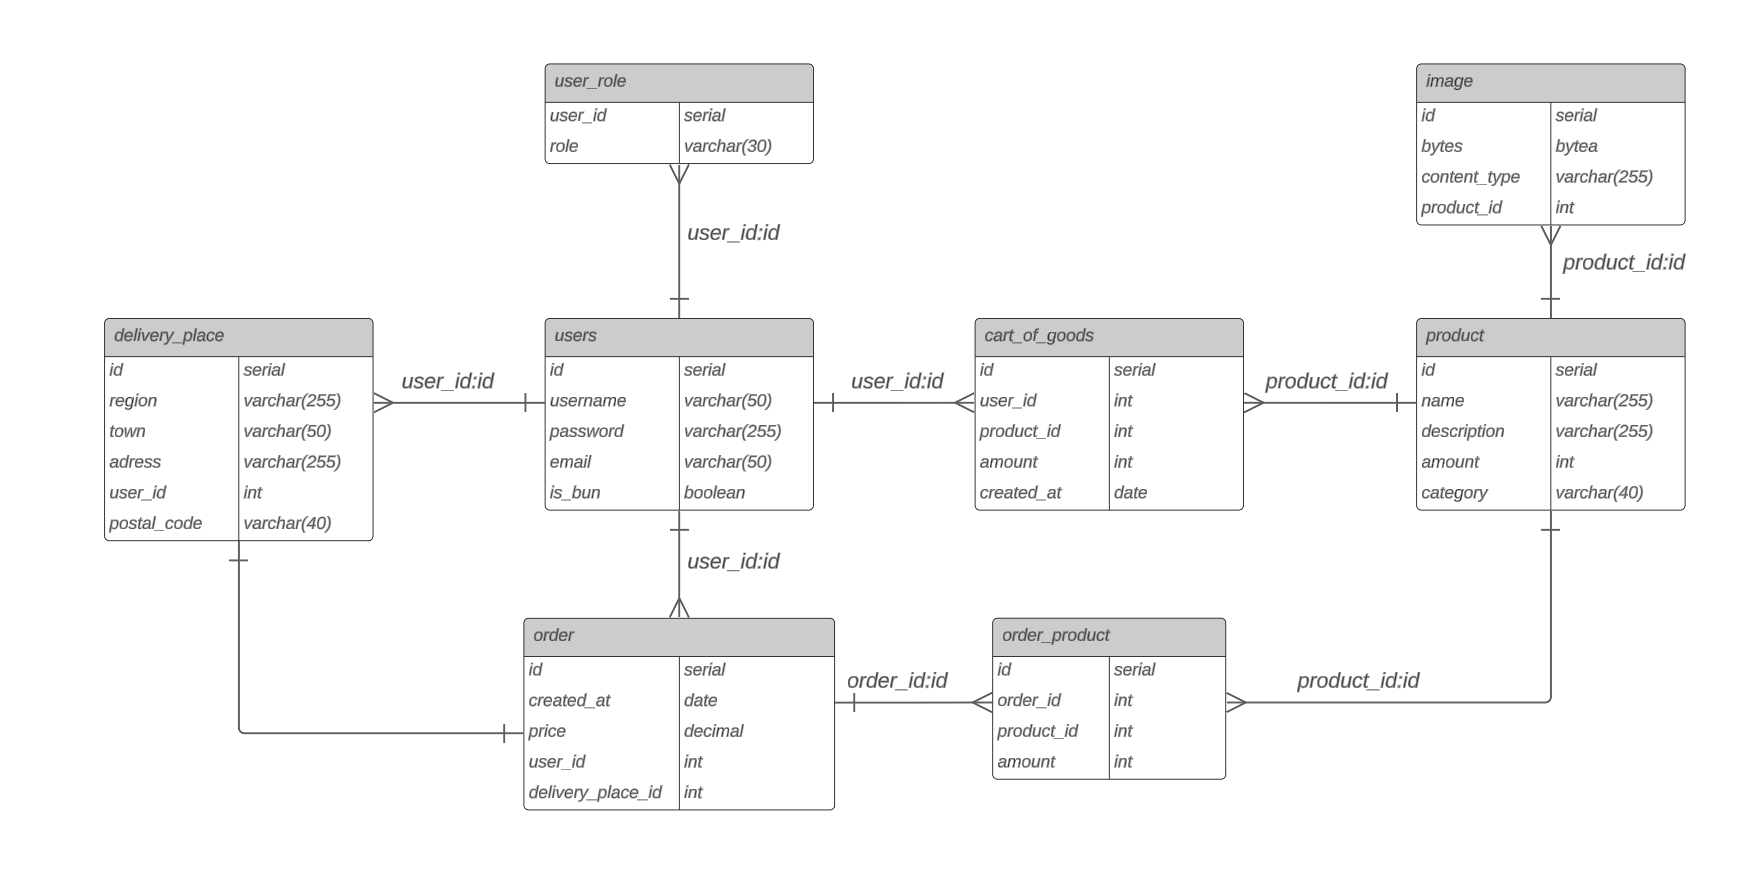 user_role
user_id serial
role varchar(30)
image
id serial
bytes bytea
content_type varchar(255)
product_id int
user_id:id
product_id:id
delivery_place
id serial
region varchar(255)
town varchar(50)
adress varchar(255)
user_id int
postal_code varchar(40)
user_id:id
users
id serial
username varchar(50)
password varchar(255)
email varchar(50)
is_bun boolean
user_id:id
cart_of_goods
id serial
user_id int
product_id int
amount int
created_at date
product_id:id
product
id serial
name varchar(255)
description varchar(255)
amount int
category varchar(40)
user_id:id
order
id serial
created_at date
price decimal
user_id int
delivery_place_id int
order_id:id
order_product
id serial
order_id int
product_id int
amount int
product_id:id